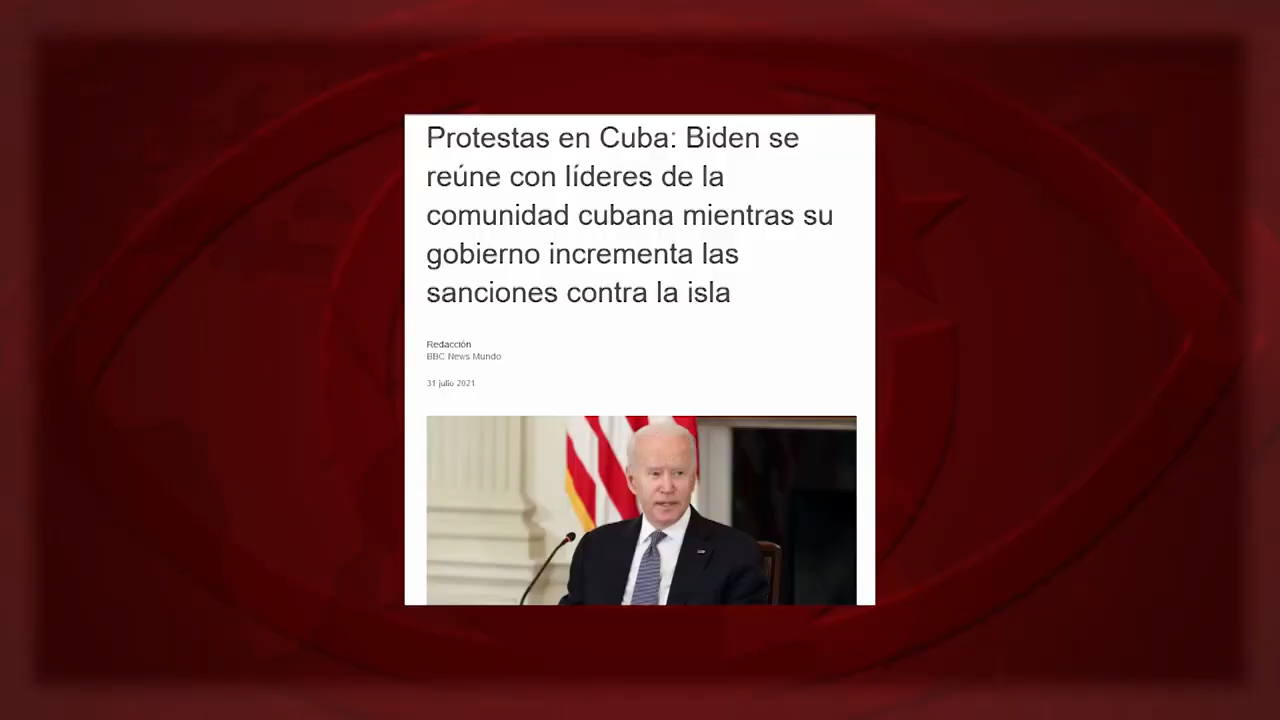 Protestas en Cuba: Biden se
reúne con líderes de la
comunidad cubana mientras su
gobierno incrementa las
sanciones contra la isla
Redacción
BBC News Mundo
31 julio 2021